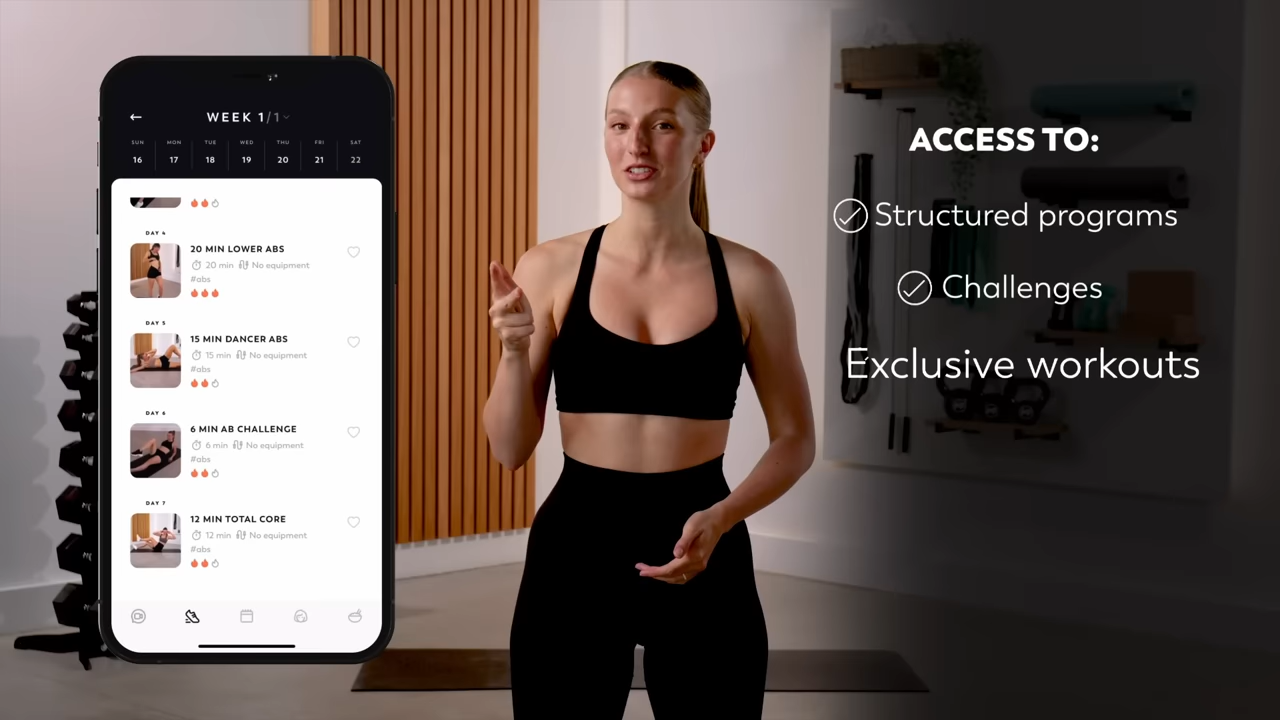 WEEK 1/1
SUN MON TUE WED THU FRI SAT
16 17 18 19 20 21 22
DAY 4
20 MIN LOWER ABS
20 min No equipment
#abs
DAY 5
15 MIN DANCER ABS
15 min No equipment
#abs
DAY 6
6 MIN AB CHALLENGE
6 min No equipment
#abs
DAY 7
12 MIN TOTAL CORE
12 min No equipment
#abs
ACCESS TO:
Structured programs
Challenges
Exclusive workouts